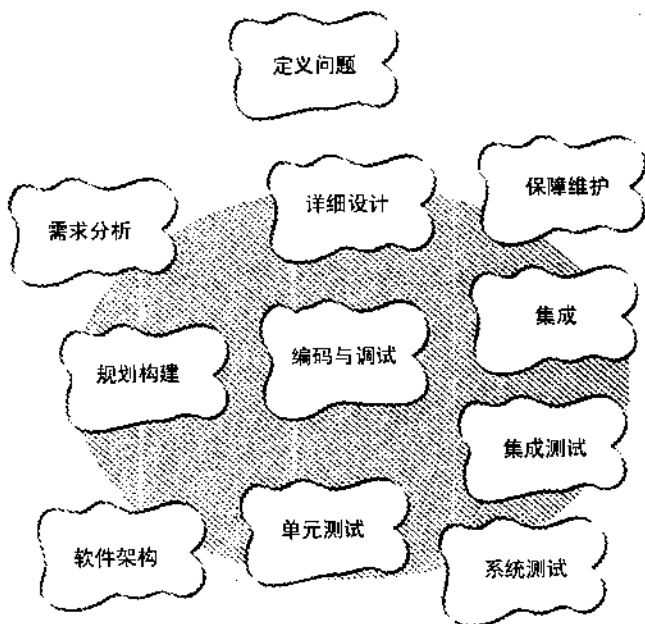 定义问题
需求分析
详细设计
保障维护
规划构建
编码与调试
集成
集成测试
软件架构
单元测试
系统测试